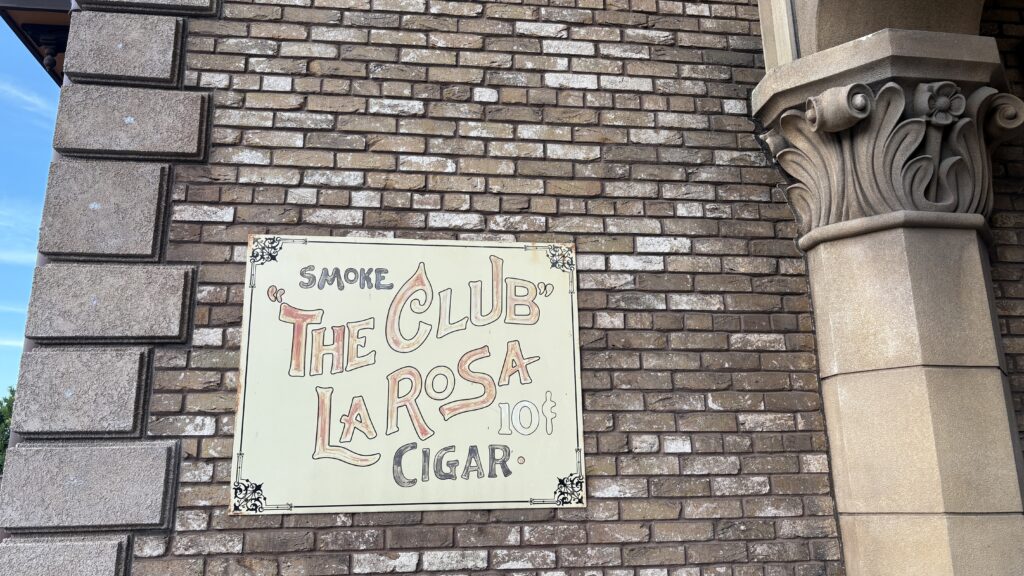 SMOKE
"THE CLUB"
LA ROSA
10¢
CIGAR.